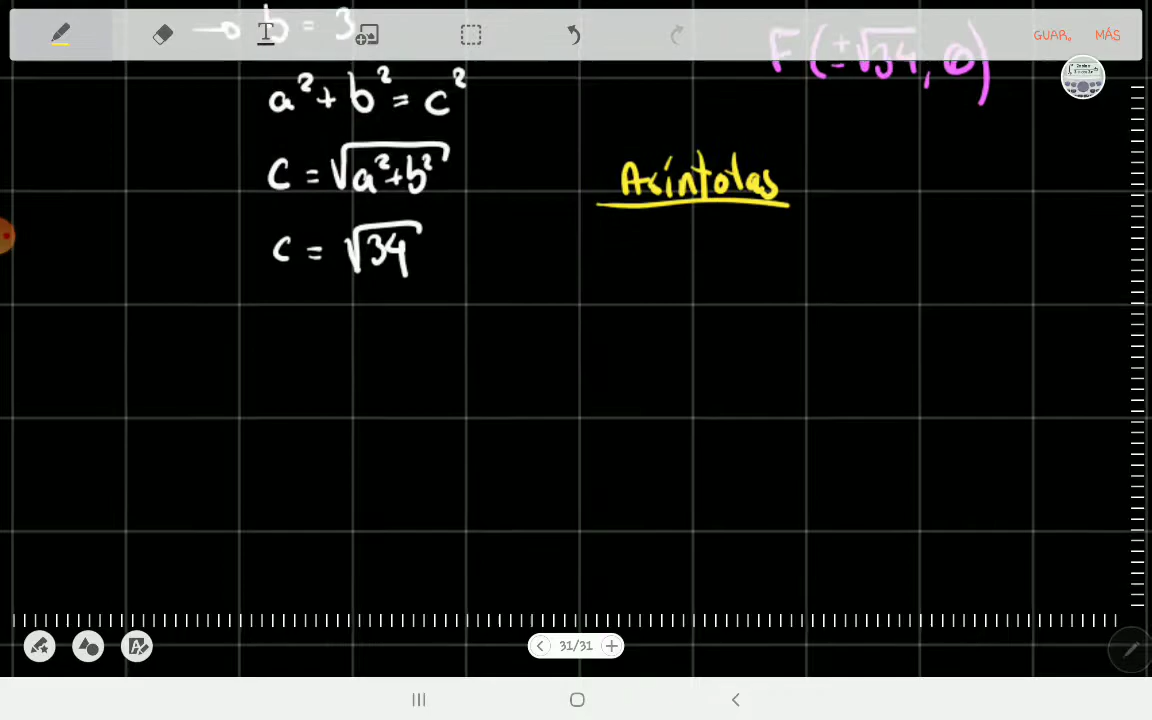 b = 3
GUAR.
MÁS
F(±√34, 0)
a² + b² = c²
C = √a²+b²
c = √34
Asíntotas
31/31